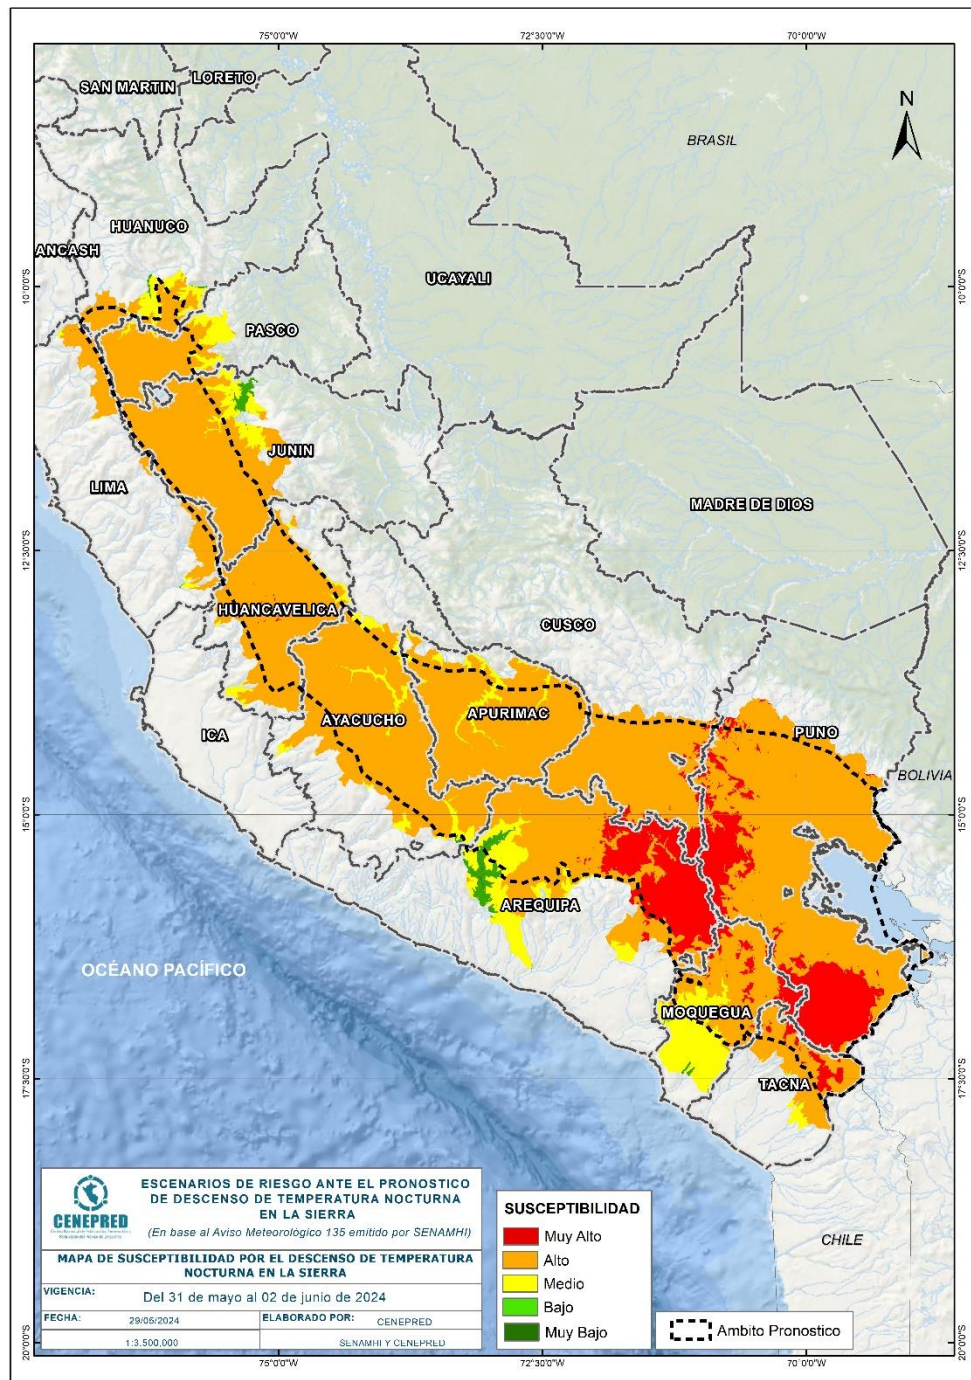 75°0'0"W
72°30'0"W
70°0'0"W
LORETO
SAN MARTIN
N
BRASIL
HUANUCO
ANCASH
UCAYALI
10°0'0"S
10°0'0"S
PASCO
JUNIN
LIMA
MADRE DE DIOS
12°30'0"S
12°30'0"S
HUANCAVELICA
CUSCO
ICA
AYACUCHO
APURIMAC
PUNO
BOLIVIA
15°0'0"S
15°0'0"S
AREQUIPA
OCÉANO PACÍFICO
MOQUEGUA
TACNA
17°30'0"S
17°30'0"S
CENEPRED
ESCENARIOS DE RIESGO ANTE EL PRONOSTICO
DE DESCENSO DE TEMPERATURA NOCTURNA
EN LA SIERRA
(En base al Aviso Meteorológico 135 emitido por SENAMHI)
MAPA DE SUSCEPTIBILIDAD POR EL DESCENSO DE TEMPERATURA
NOCTURNA EN LA SIERRA
VIGENCIA:
Del 31 de mayo al 02 de junio de 2024
FECHA:
29/05/2024
ELABORADO POR:
CENEPRED
1:3.500,000
SENAMHI Y CENEPRED
SUSCEPTIBILIDAD
Muy Alto
Alto
Medio
Bajo
Muy Bajo
CHILE
Ambito Pronostico
20°0'0"S
20°0'0"S
75°0'0"W
72°30'0"W
70°0'0"W